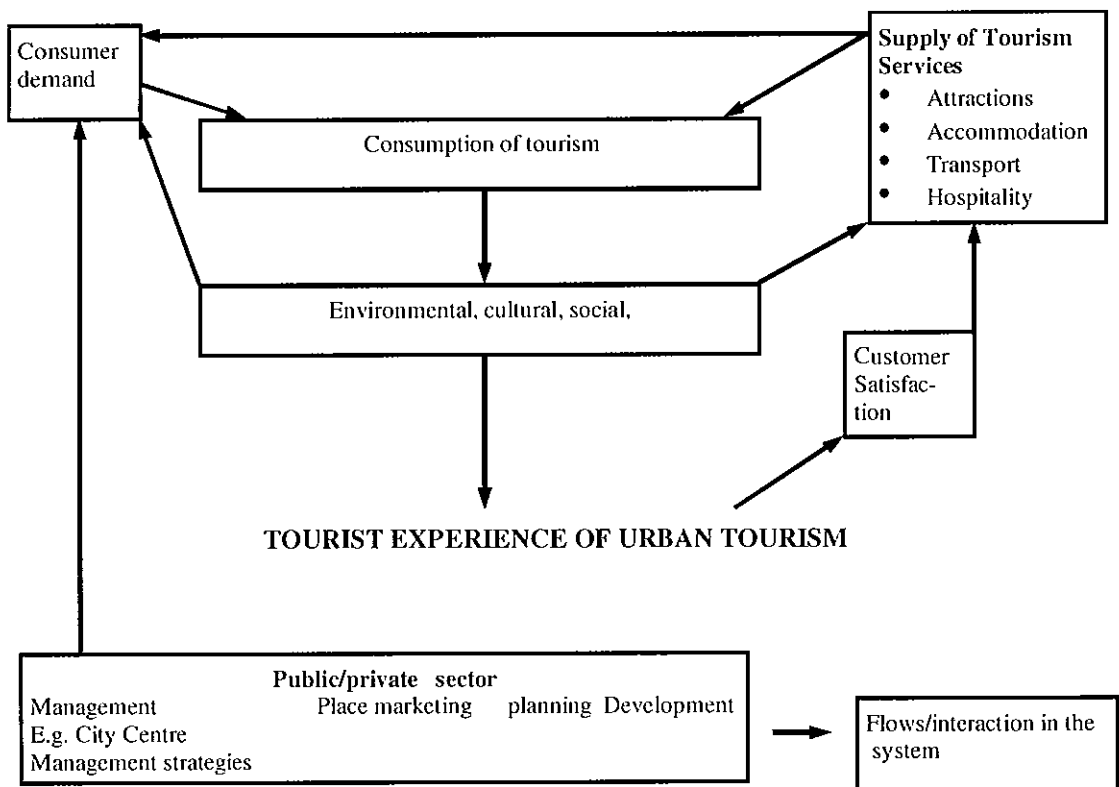 Consumer
demand
Supply of Tourism
Services
• Attractions
• Accommodation
• Transport
• Hospitality
Consumption of tourism
Environmental, cultural, social,
Customer
Satisfac-
tion
TOURIST EXPERIENCE OF URBAN TOURISM
Public/private sector
Management Place marketing planning Development
E.g. City Centre
Management strategies
Flows/interaction in the
system